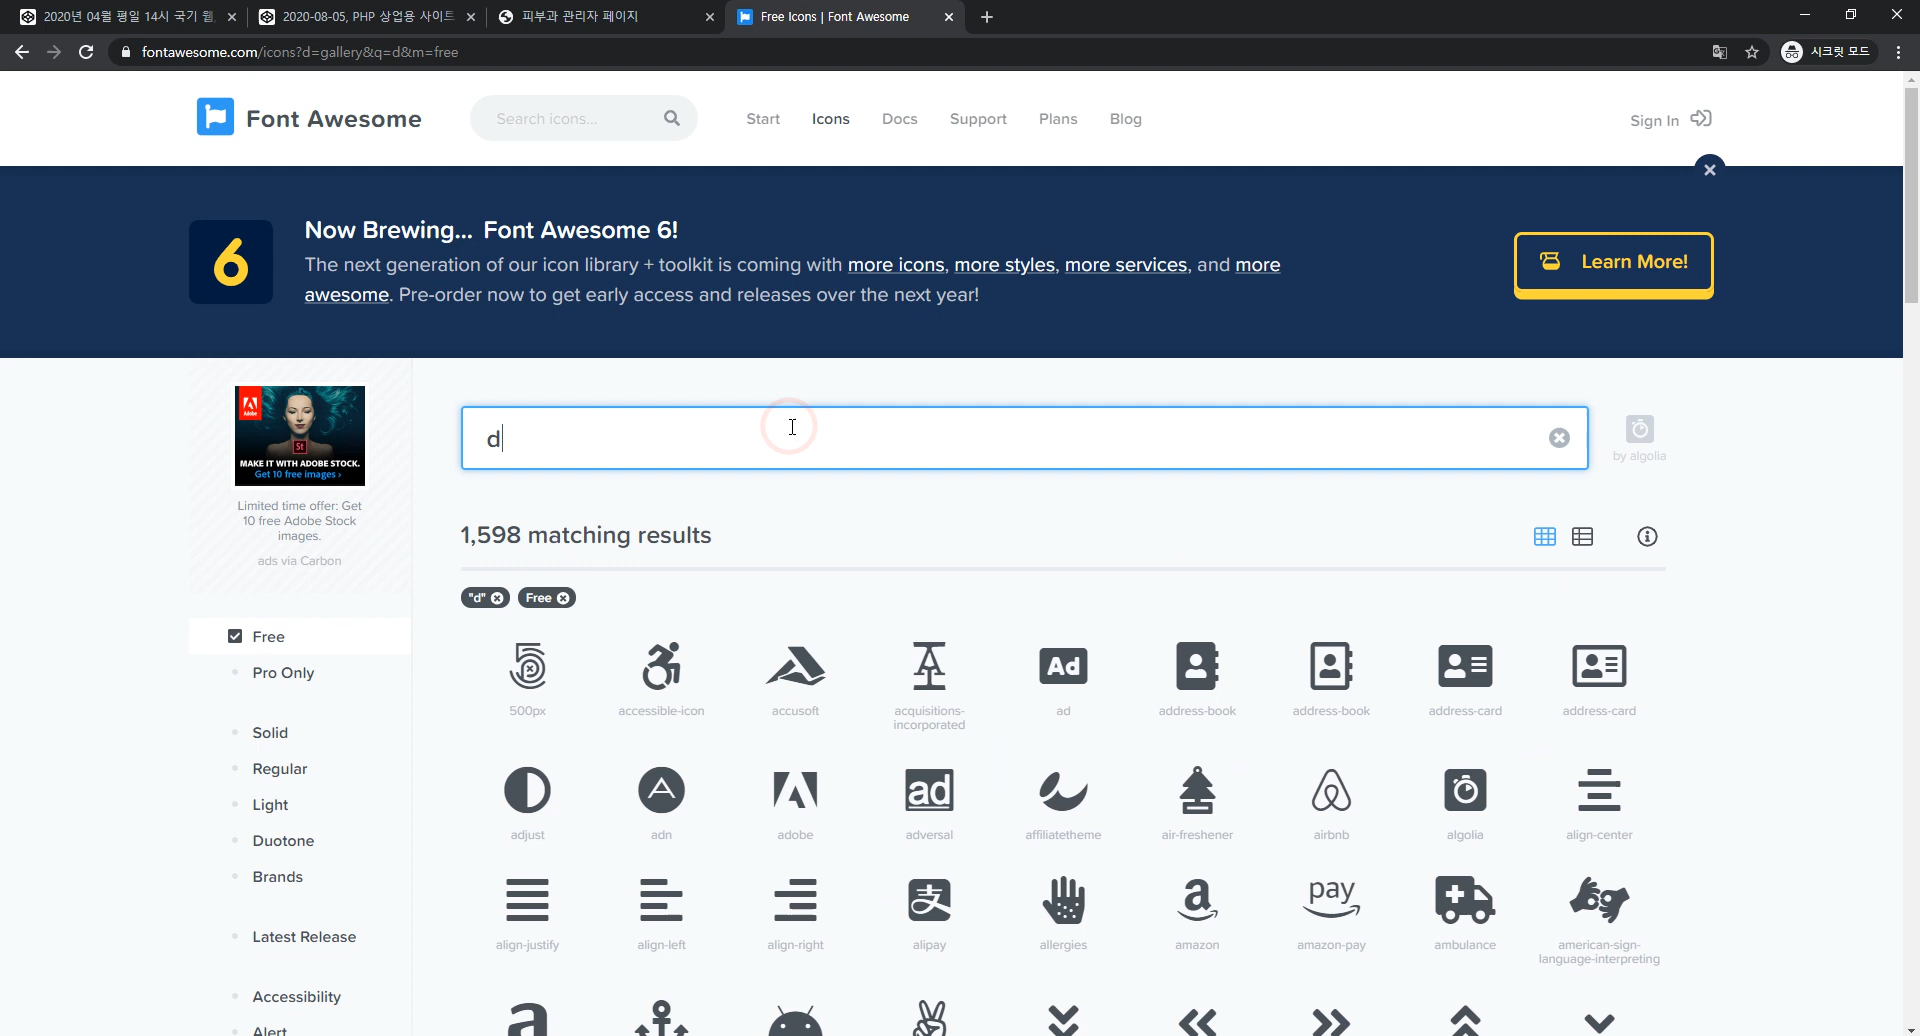 2020년 04월 평일 14시 국기 웹
2020-08-05, PHP 상업용 사이트
피부과 관리자 페이지
Free Icons | Font Awesome
fontawesome.com/icons?d=gallery&q=d&m=free
시크릿 모드
Font Awesome
Search icons...
Start
Icons
Docs
Support
Plans
Blog
Sign In
6
Now Brewing... Font Awesome 6!
The next generation of our icon library + toolkit is coming with more icons, more styles, more services, and more
awesome. Pre-order now to get early access and releases over the next year!
Learn More!
Adobe
St
MAKE IT WITH ADOBE STOCK.
Get 10 free images ›
Limited time offer: Get
10 free Adobe Stock
images.
ads via Carbon
d
by algolia
1,598 matching results
"d"
Free
Free
Pro Only
Solid
Regular
Light
Duotone
Brands
Latest Release
Accessibility
Alert
500px
accessible-icon
accusoft
acquisitions-
incorporated
Ad
ad
address-book
address-book
address-card
address-card
adjust
adn
adobe
ad
adversal
affiliatetheme
air-freshener
airbnb
algolia
align-center
align-justify
align-left
align-right
支
alipay
allergies
a
amazon
pay
amazon-pay
ambulance
american-sign-
language-interpreting